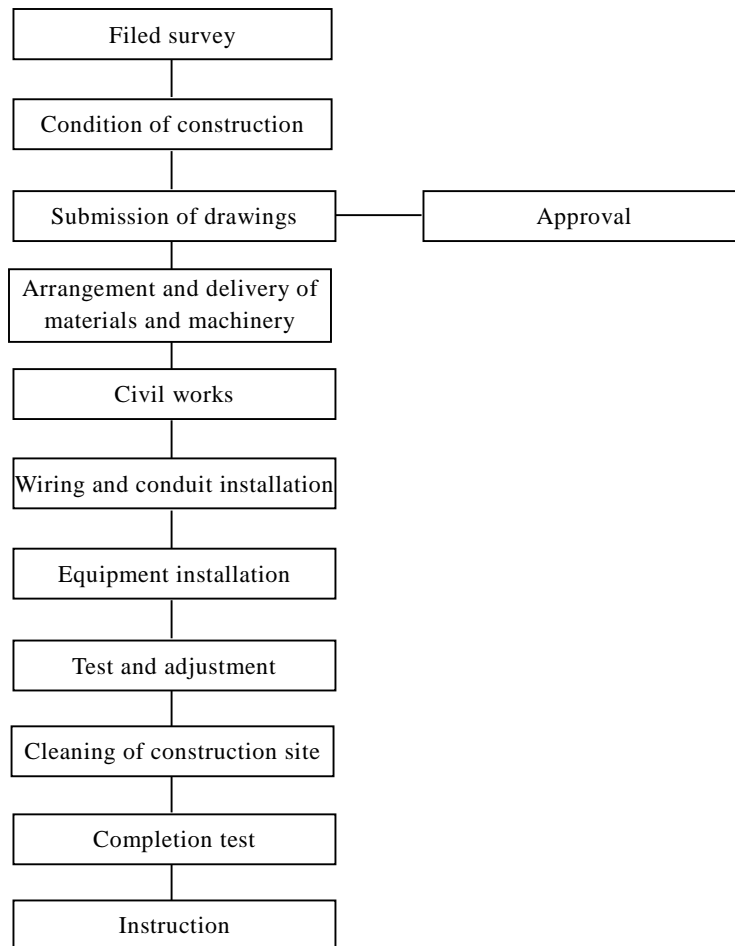 Filed survey
Condition of construction
Submission of drawings
Approval
Arrangement and delivery of
materials and machinery
Civil works
Wiring and conduit installation
Equipment installation
Test and adjustment
Cleaning of construction site
Completion test
Instruction